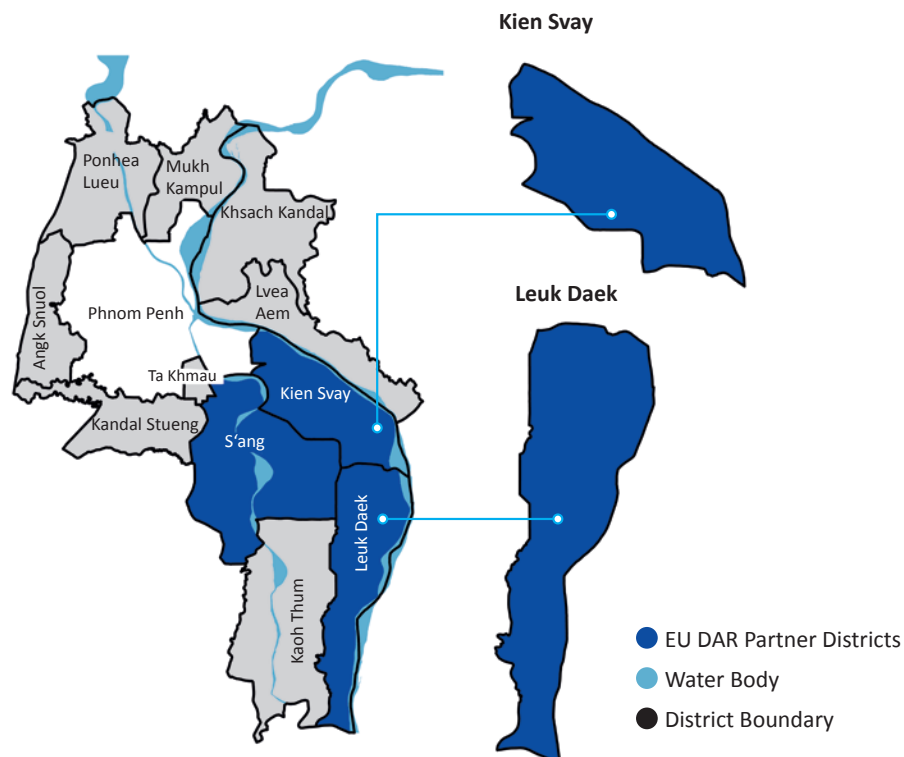 Kien Svay
Ponhea
Lueu
Mukh
Kampul
Khsach Kandal
Lvea
Aem
Angk Snuol
Phnom Penh
Leuk Daek
Ta Khmau
Kien Svay
Kandal Stueng
S‘ang
Leuk Daek
Kaoh Thum
EU DAR Partner Districts
Water Body
District Boundary